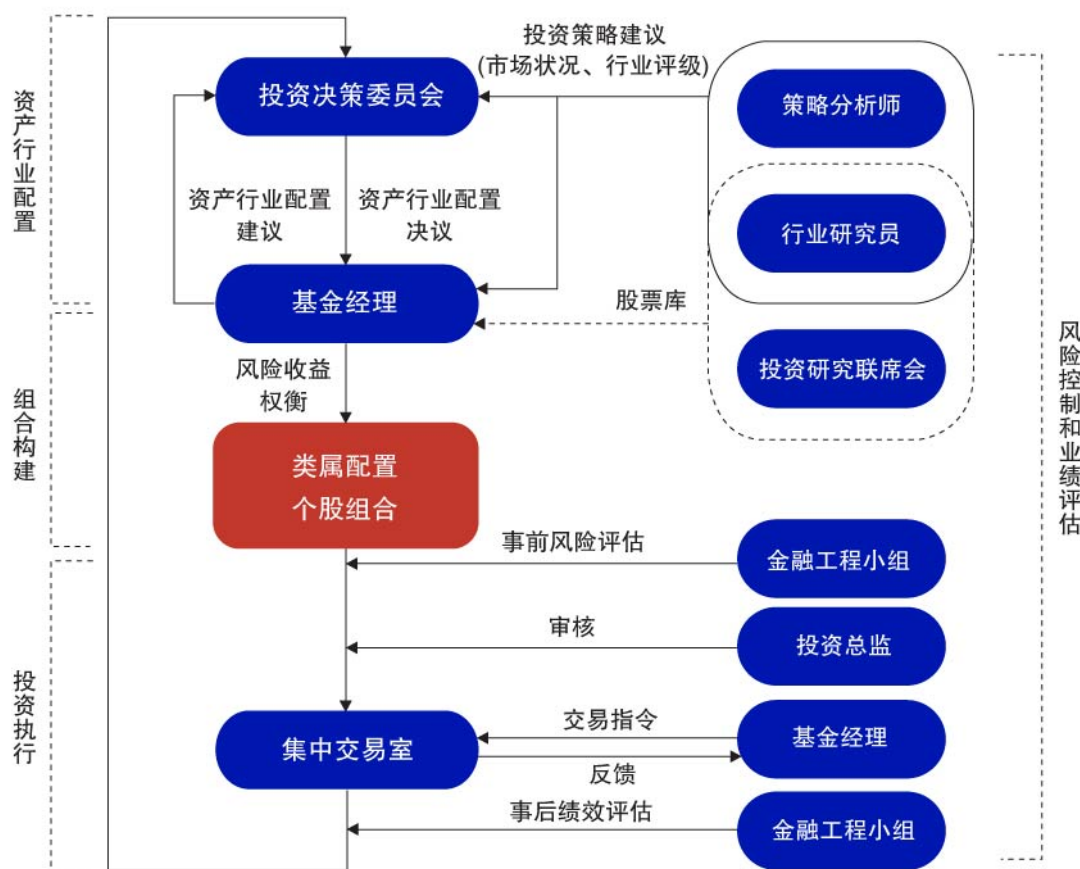 投资策略建议
(市场状况、行业评级)
投资决策委员会
策略分析师
资产行业配置
资产行业配置
建议
资产行业配置
决议
行业研究员
基金经理
股票库
风险收益
权衡
投资研究联席会
组合构建
风险控制和业绩评估
类属配置
个股组合
事前风险评估
金融工程小组
审核
投资总监
投资执行
集中交易室
交易指令
反馈
基金经理
事后绩效评估
金融工程小组